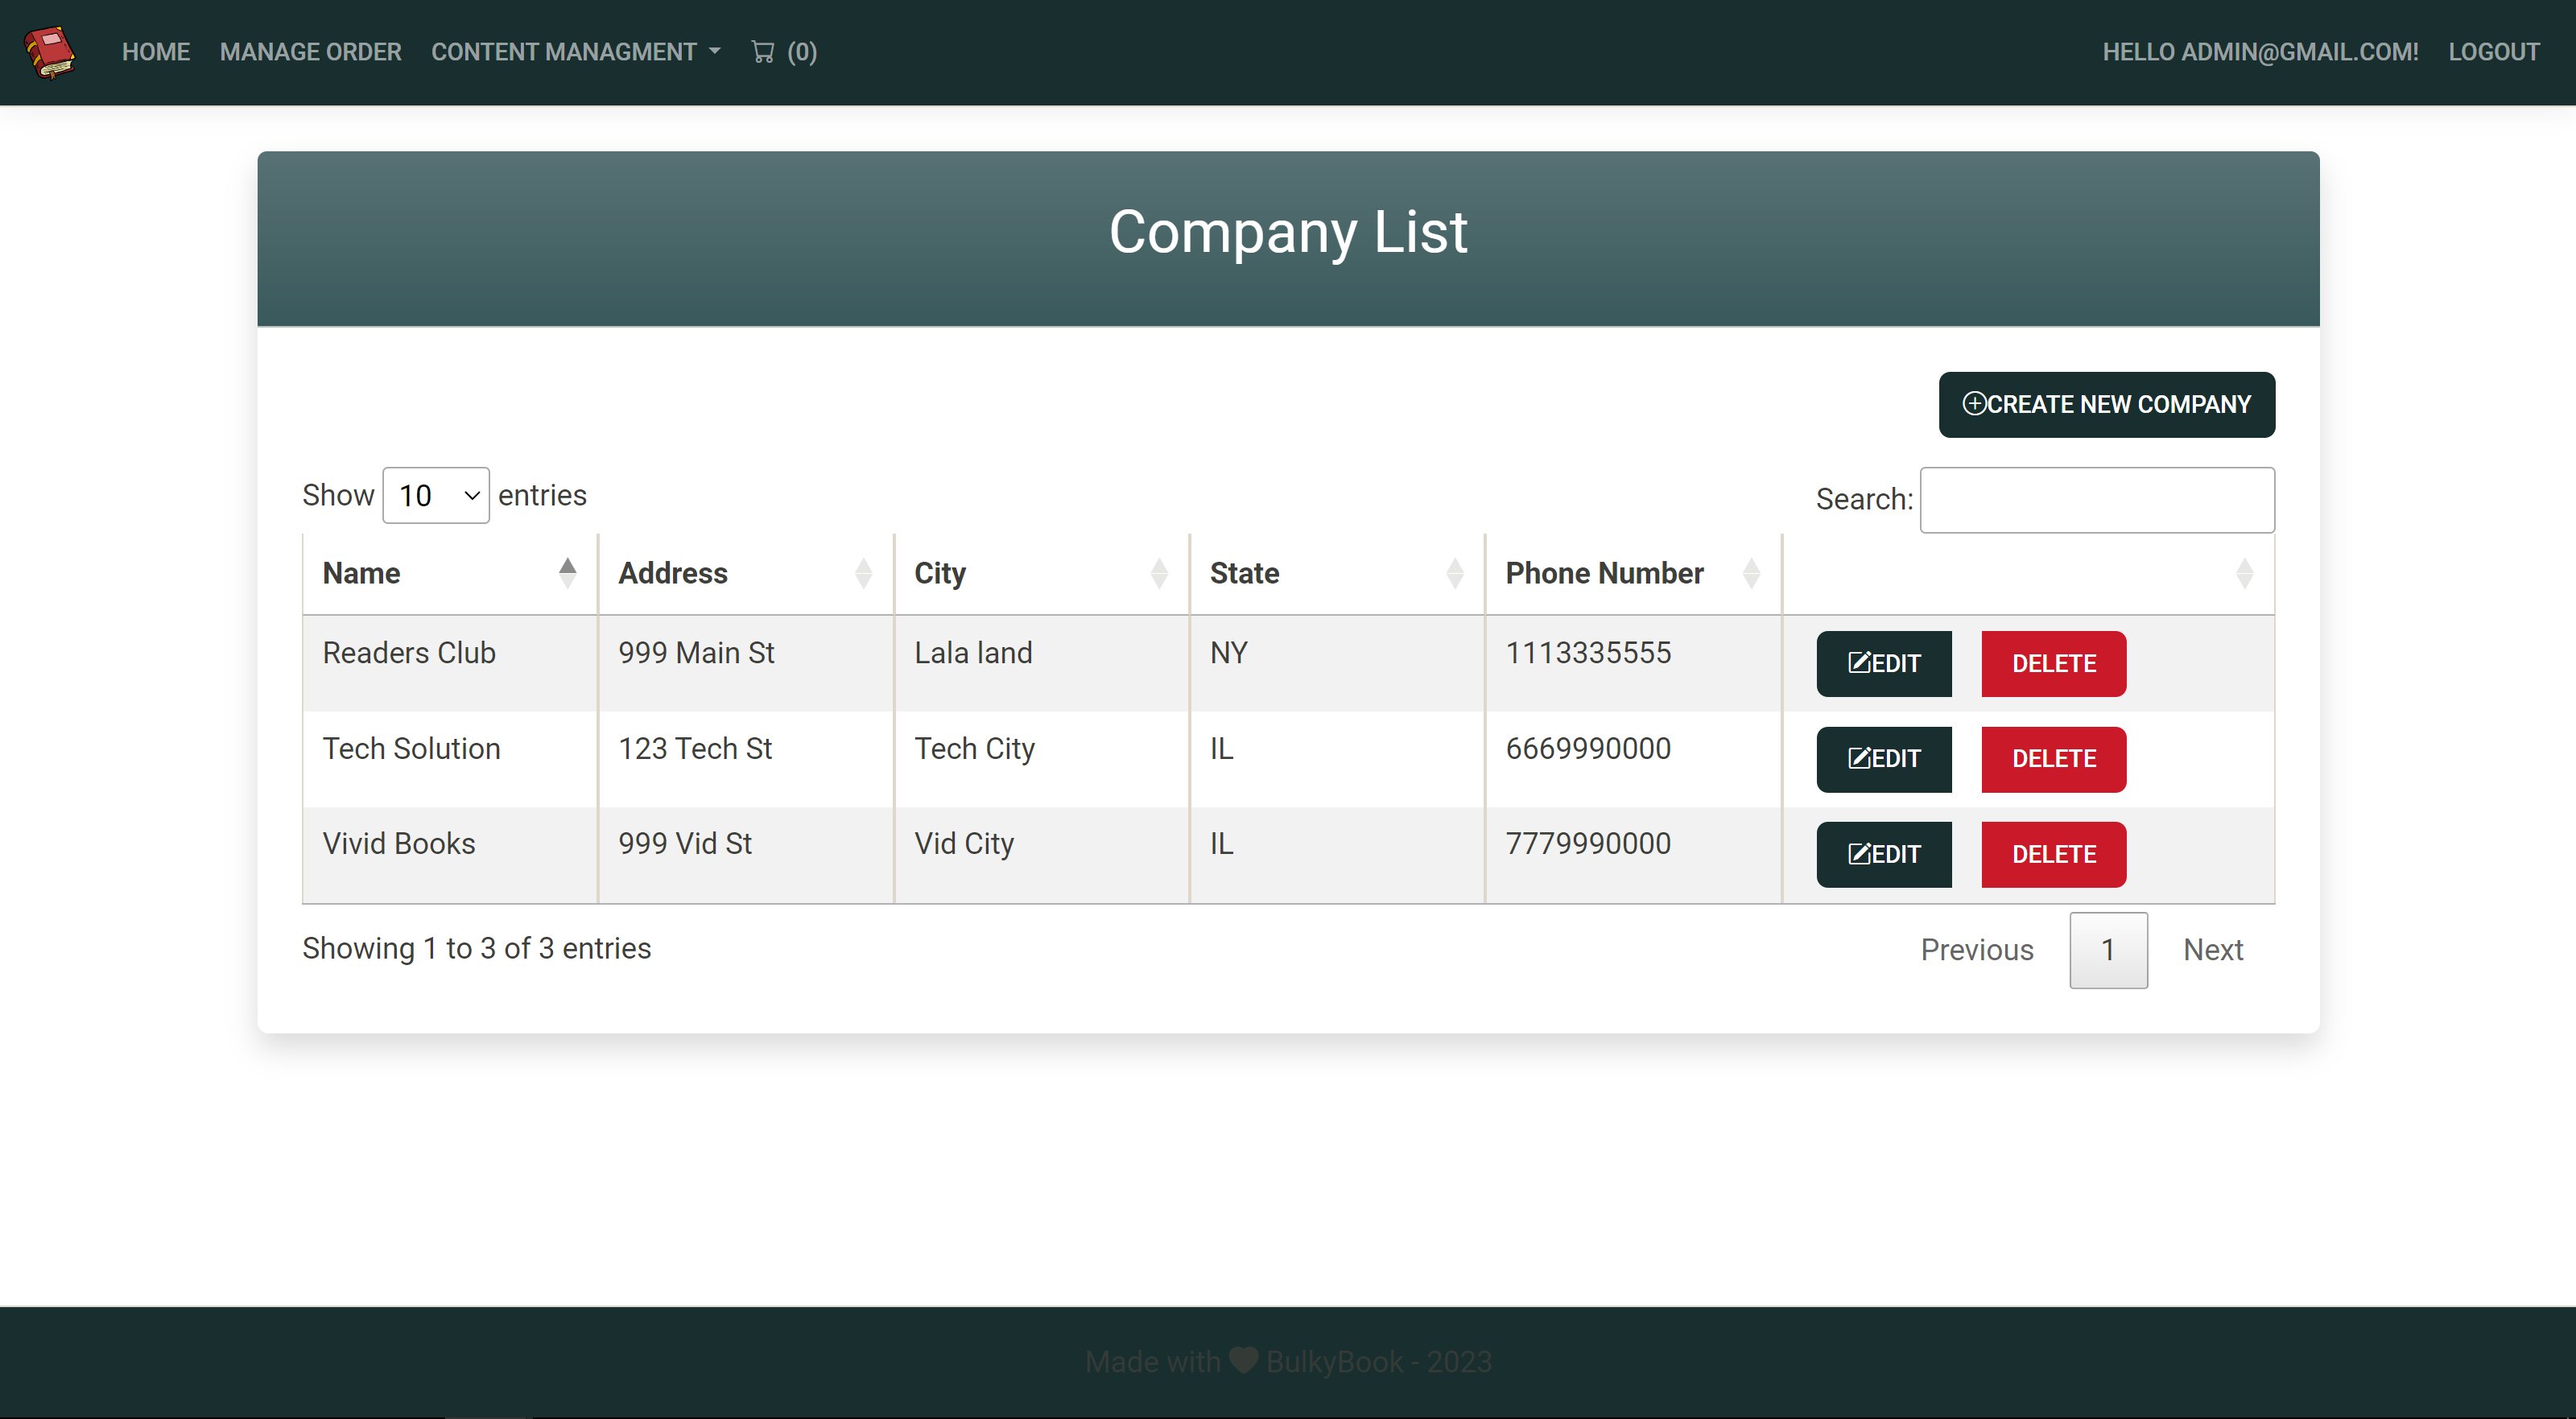 HOME MANAGE ORDER CONTENT MANAGMENT (0) HELLO ADMIN@GMAIL.COM! LOGOUT
Company List
CREATE NEW COMPANY
Show 10 entries Search:
Name Address City State Phone Number
Readers Club 999 Main St Lala land NY 1113335555 EDIT DELETE
Tech Solution 123 Tech St Tech City IL 6669990000 EDIT DELETE
Vivid Books 999 Vid St Vid City IL 7779990000 EDIT DELETE
Showing 1 to 3 of 3 entries Previous 1 Next
Made with BulkyBook - 2023